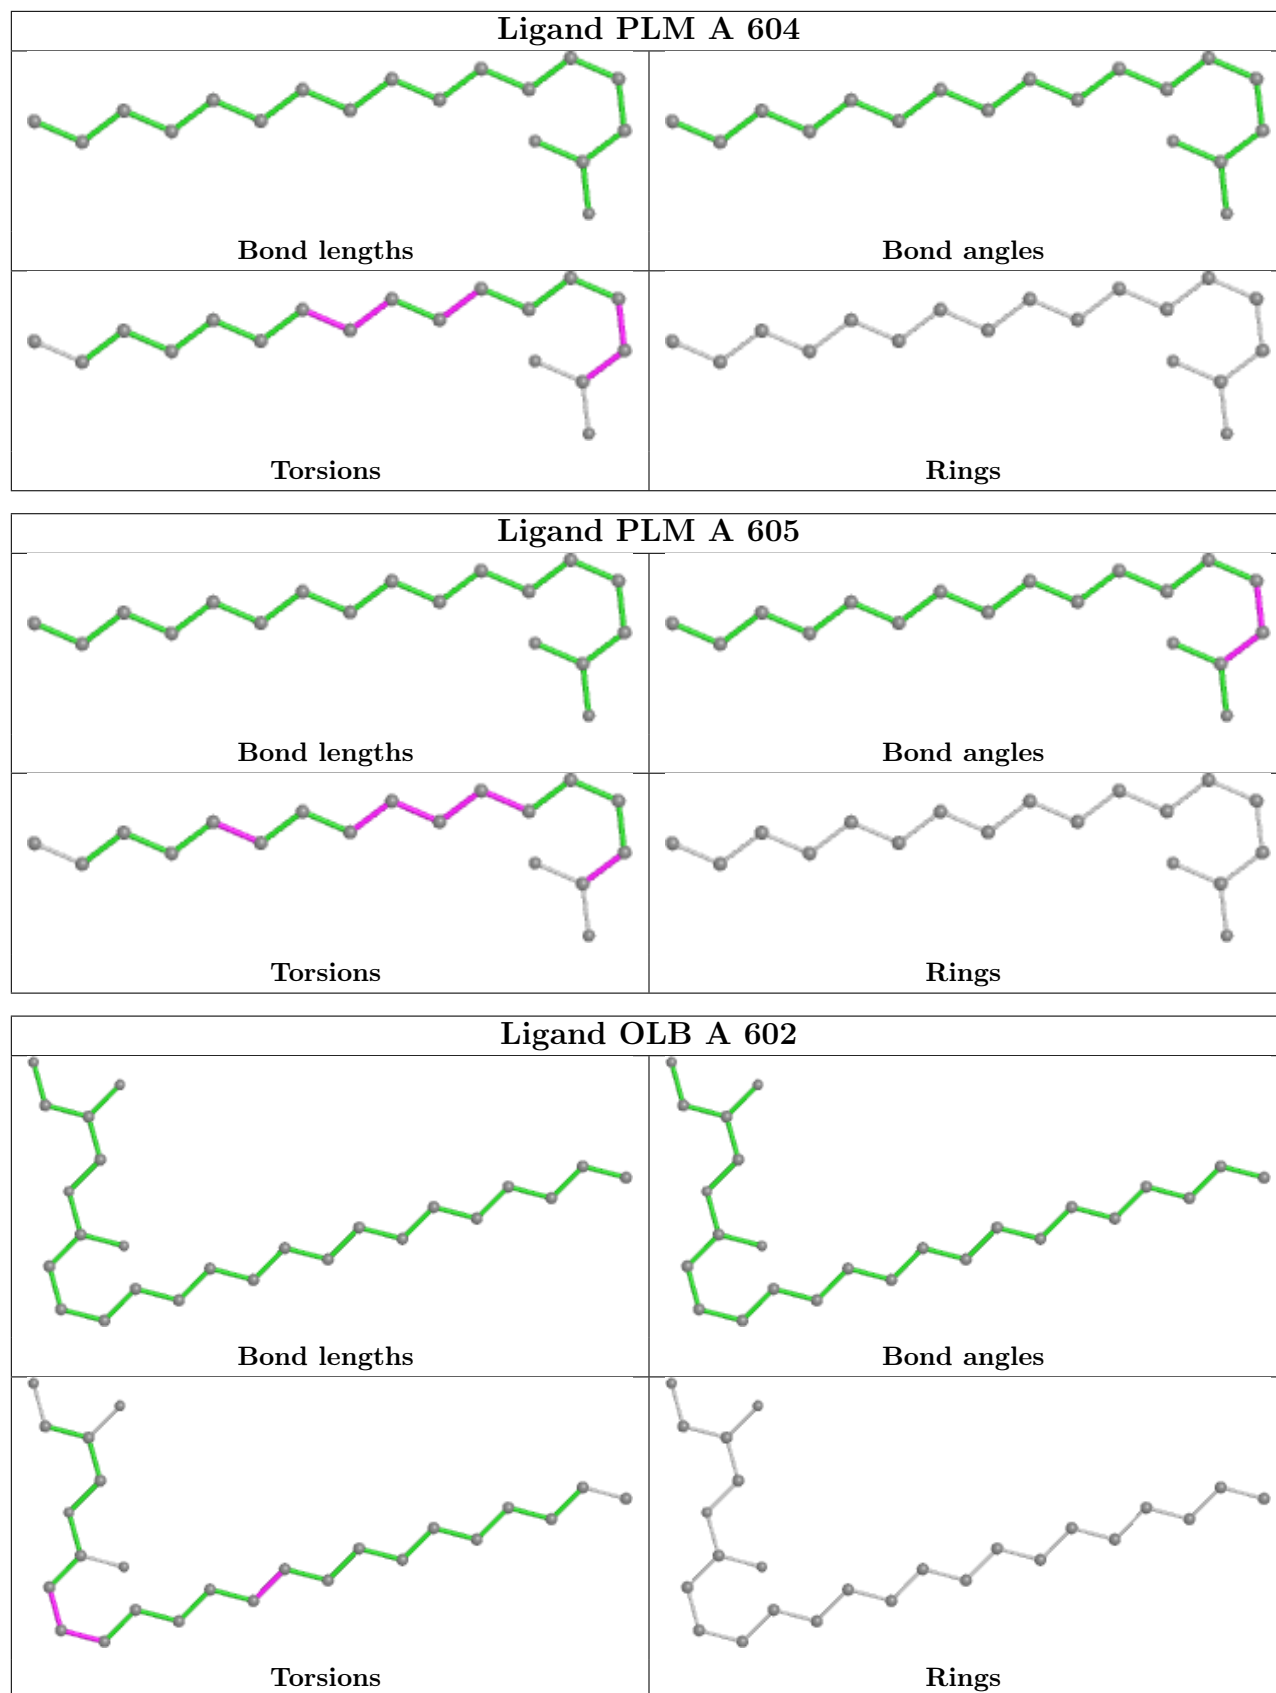 Ligand PLM A 604
Bond lengths
Bond angles
Torsions
Rings
Ligand PLM A 605
Bond lengths
Bond angles
Torsions
Rings
Ligand OLB A 602
Bond lengths
Bond angles
Torsions
Rings